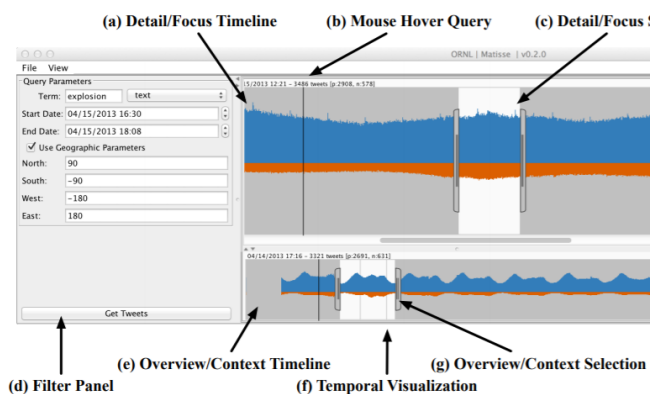 (a) Detail/Focus Timeline (b) Mouse Hover Query (c) Detail/Focus S
ORNL | Matisse | v0.2.0
File View
Query Parameters
Term: explosion text
Start Date: 04/15/2013 16:30
End Date: 04/15/2013 18:08
Use Geographic Parameters
North: 90
South: -90
West: -180
East: 180
Get Tweets
15/2013 12:21 - 3486 tweets [p:2908, n:578]
04/14/2013 17:16 - 3321 tweets [p:2691, n:631]
(e) Overview/Context Timeline
(g) Overview/Context Selection
(d) Filter Panel
(f) Temporal Visualization